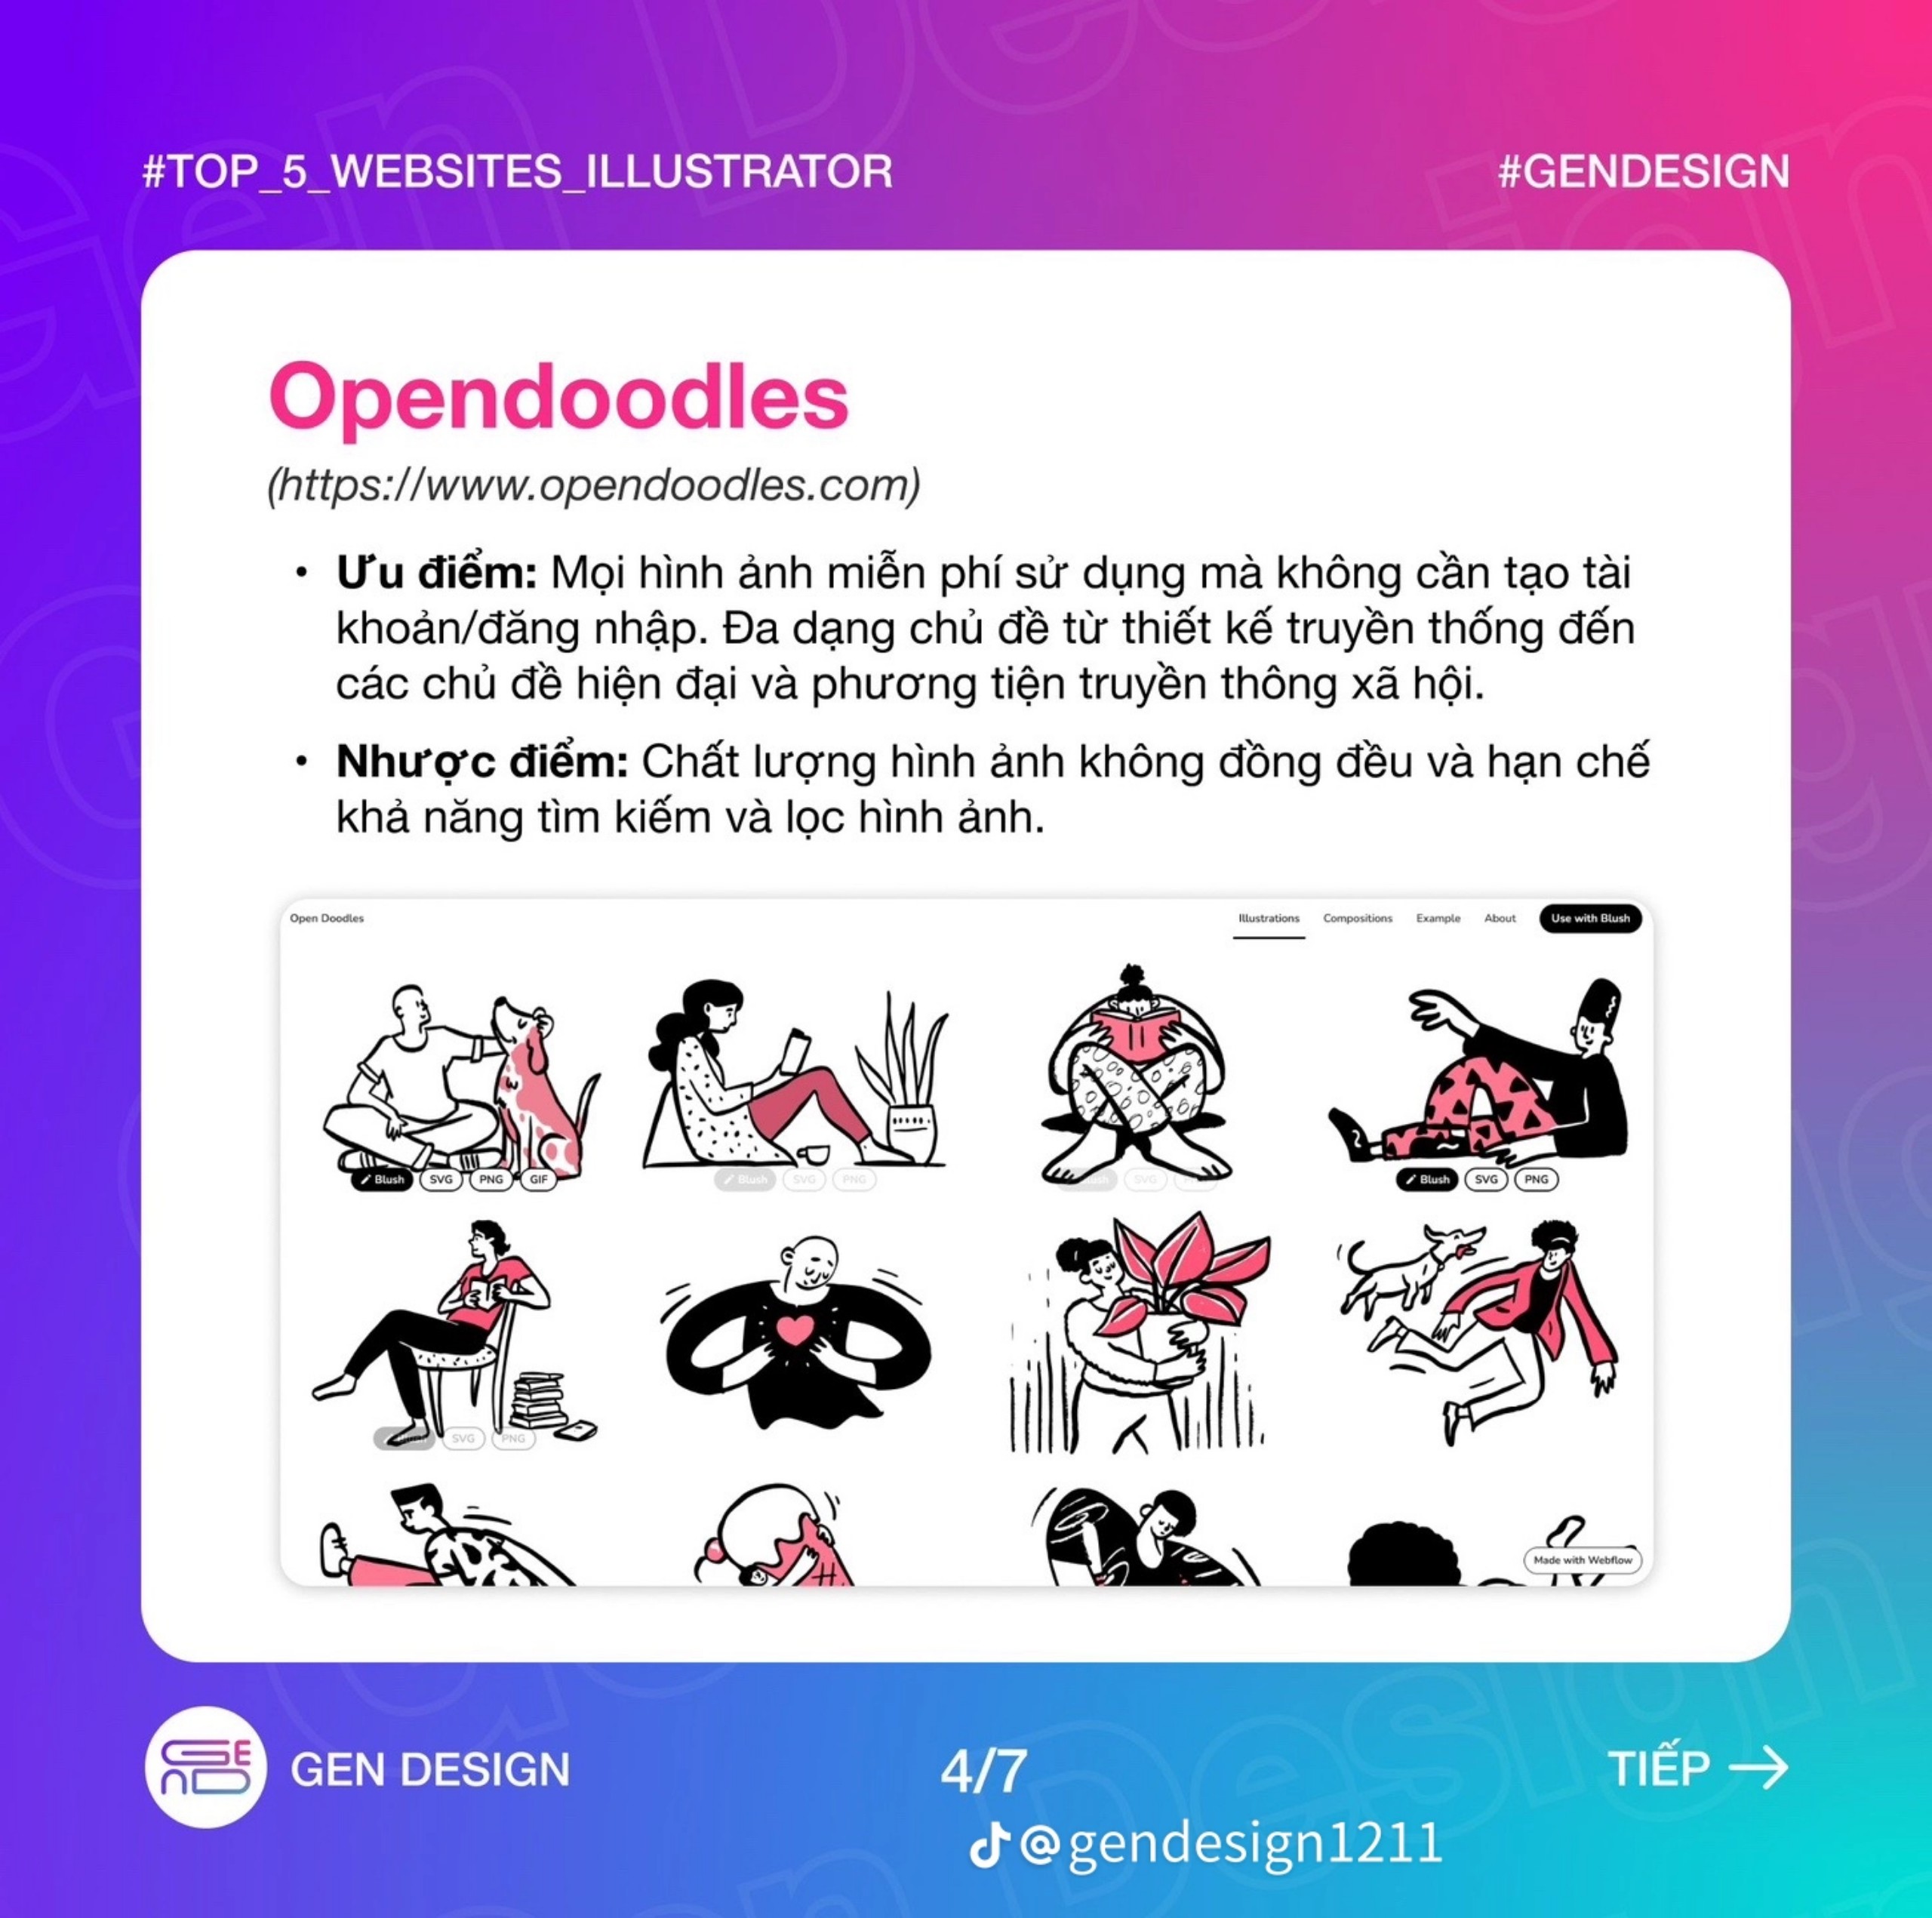 #TOP_5_WEBSITES_ILLUSTRATOR
#GENDESIGN
Opendoodles
(https://www.opendoodles.com)
• Ưu điểm: Mọi hình ảnh miễn phí sử dụng mà không cần tạo tài
khoản/đăng nhập. Đa dạng chủ đề từ thiết kế truyền thống đến
các chủ đề hiện đại và phương tiện truyền thông xã hội.
• Nhược điểm: Chất lượng hình ảnh không đồng đều và hạn chế
khả năng tìm kiếm và lọc hình ảnh.
Open Doodles
Illustrations Compositions Example About Use with Blush
Blush SVG PNG GIF
Blush SVG PNG
SVG
Blush SVG PNG
SVG PNG
Made with Webflow
GEND
GEN DESIGN
4/7
TIẾP →
@gendesign1211